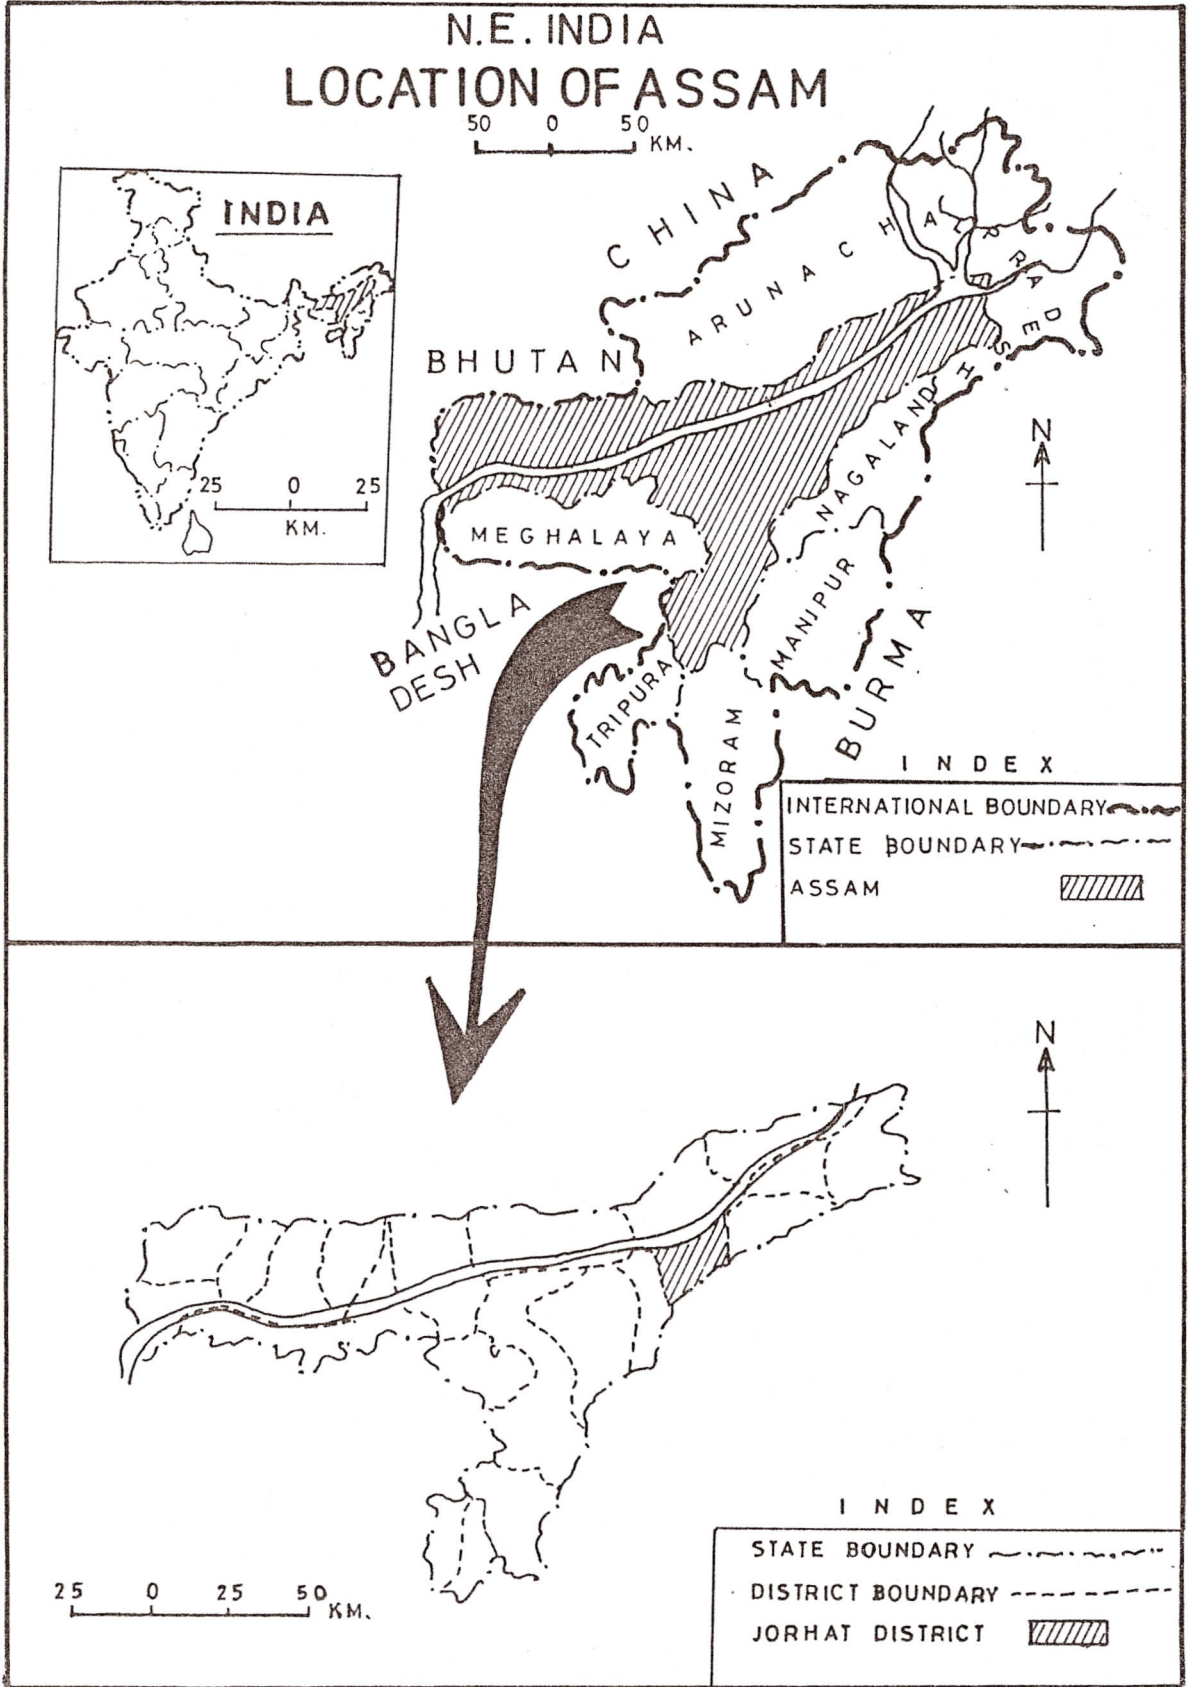 N.E. INDIA
LOCATION OF ASSAM
50 0 50
KM.
INDIA
25 0 25
KM.
CHINA
ARUNACHAL PRADESH
BHUTAN
NAGALAND
N
MEGHALAYA
MANIPUR
BANGLA
DESH
TRIPURA
MIZORAM
BURMA
INDEX
INTERNATIONAL BOUNDARY
STATE BOUNDARY
ASSAM
N
25 0 25 50
KM.
INDEX
STATE BOUNDARY
DISTRICT BOUNDARY
JORHAT DISTRICT